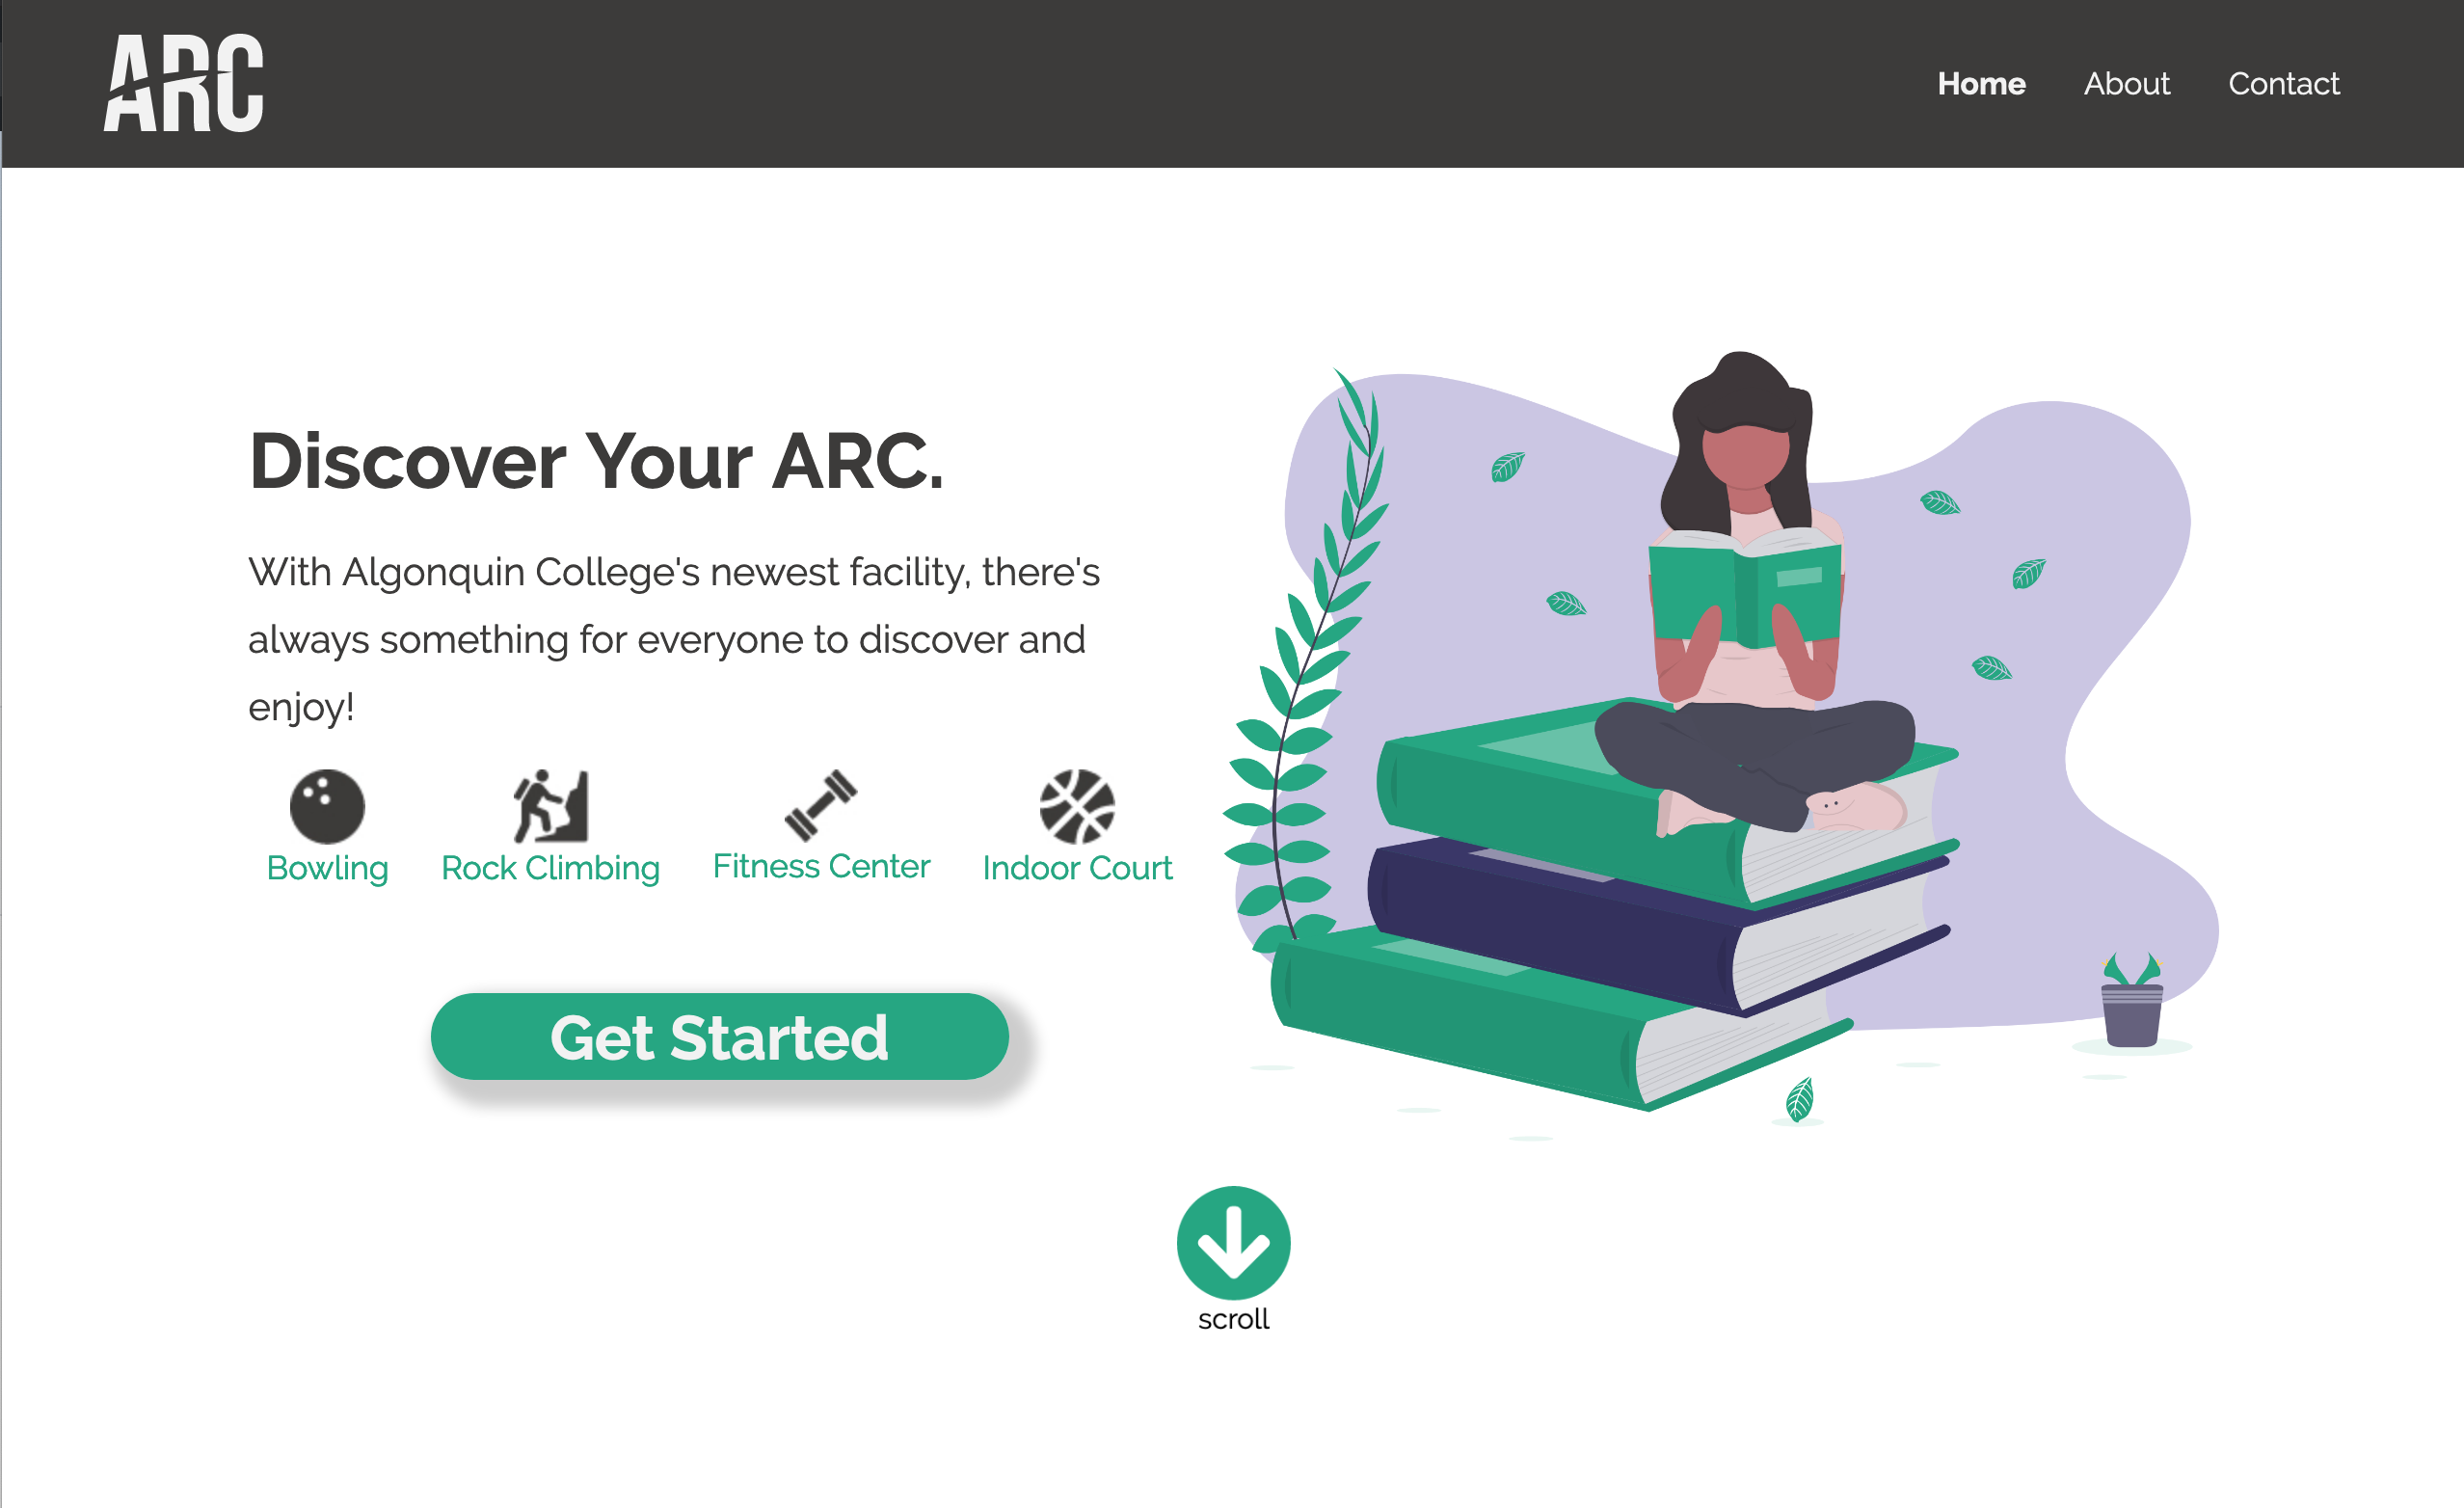 ARC
Home About Contact
Discover Your ARC.
With Algonquin College's newest facility, there's
always something for everyone to discover and
enjoy!
Bowling Rock Climbing Fitness Center Indoor Court
Get Started
scroll